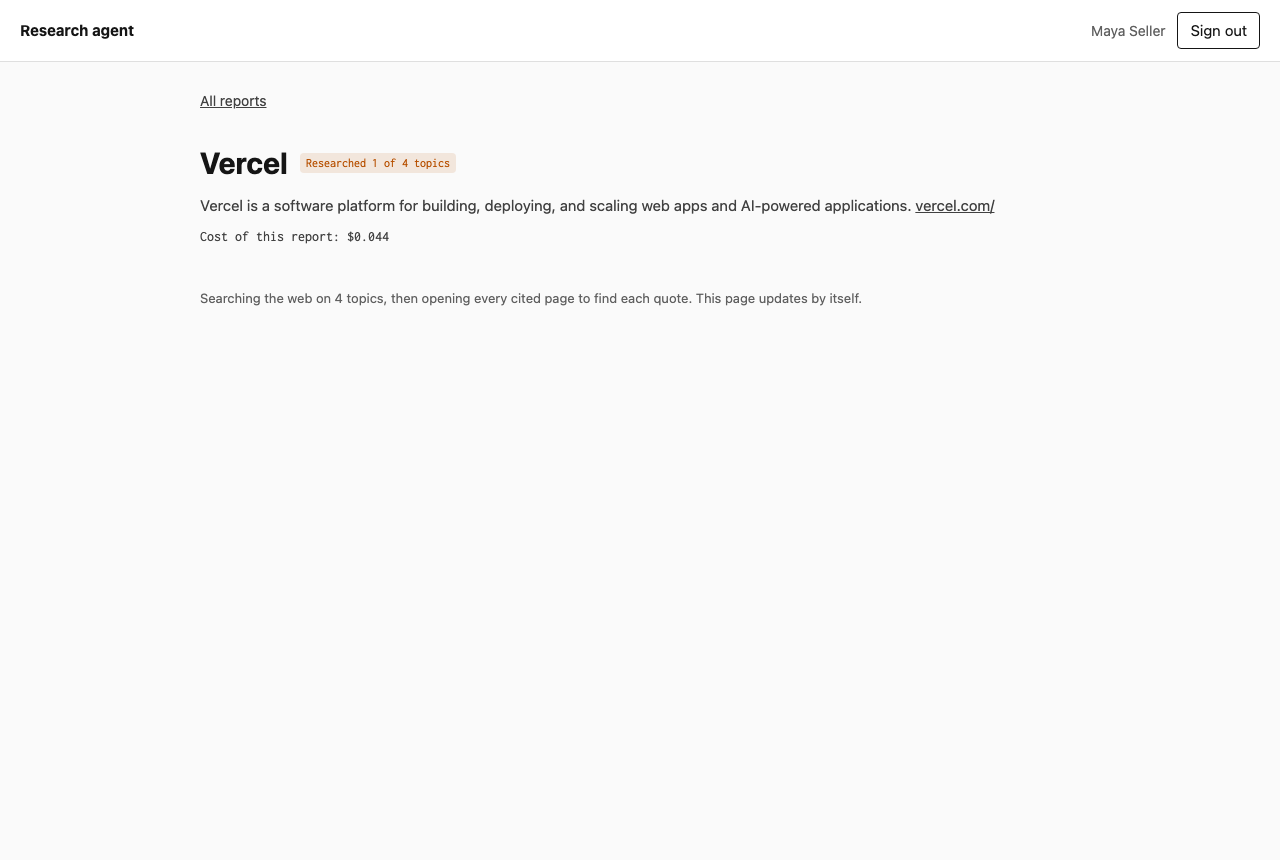 Research agent
Maya Seller
Sign out
All reports
Vercel
Researched 1 of 4 topics
Vercel is a software platform for building, deploying, and scaling web apps and AI-powered applications. vercel.com/
Cost of this report: $0.044
Searching the web on 4 topics, then opening every cited page to find each quote. This page updates by itself.